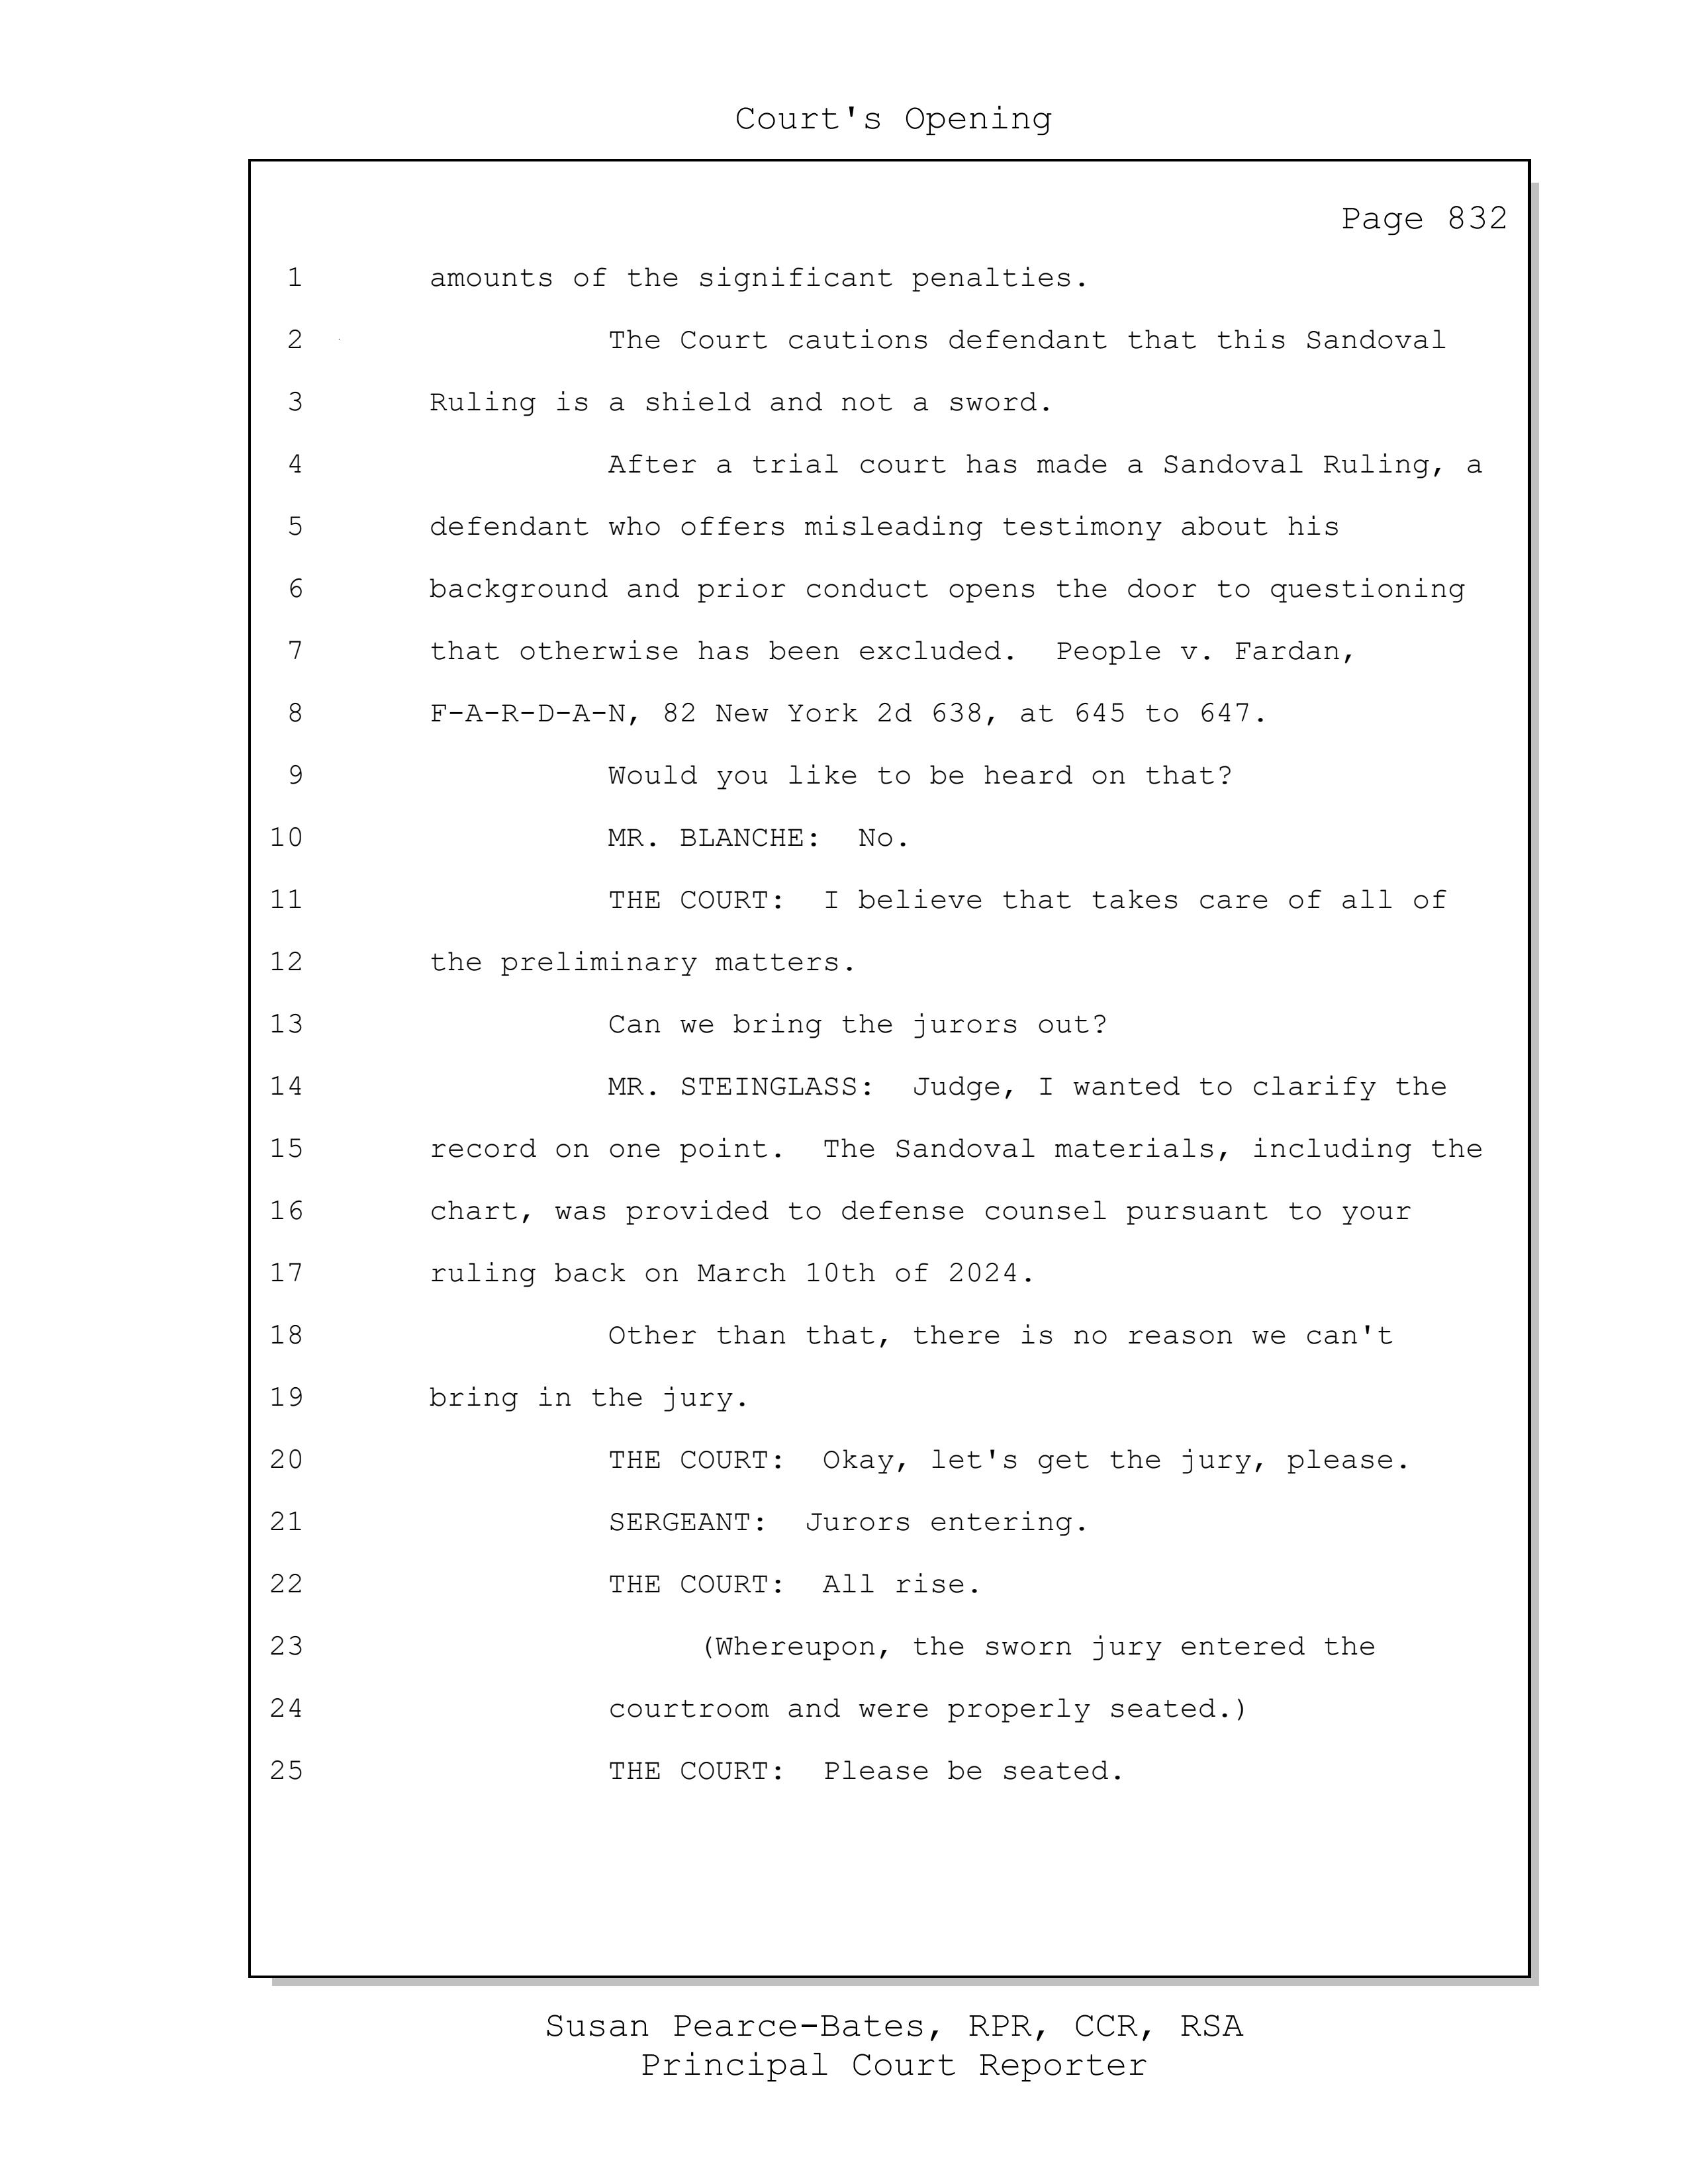 Court's Opening
Page 832
1 amounts of the significant penalties.
2 The Court cautions defendant that this Sandoval
3 Ruling is a shield and not a sword.
4 After a trial court has made a Sandoval Ruling, a
5 defendant who offers misleading testimony about his
6 background and prior conduct opens the door to questioning
7 that otherwise has been excluded.  People v. Fardan,
8 F-A-R-D-A-N, 82 New York 2d 638, at 645 to 647.
9 Would you like to be heard on that?
10 MR. BLANCHE:  No.
11 THE COURT:  I believe that takes care of all of
12 the preliminary matters.
13 Can we bring the jurors out?
14 MR. STEINGLASS:  Judge, I wanted to clarify the
15 record on one point.  The Sandoval materials, including the
16 chart, was provided to defense counsel pursuant to your
17 ruling back on March 10th of 2024.
18 Other than that, there is no reason we can't
19 bring in the jury.
20 THE COURT:  Okay, let's get the jury, please.
21 SERGEANT:  Jurors entering.
22 THE COURT:  All rise.
23 (Whereupon, the sworn jury entered the
24 courtroom and were properly seated.)
25 THE COURT:  Please be seated.
Susan Pearce-Bates, RPR, CCR, RSA
Principal Court Reporter